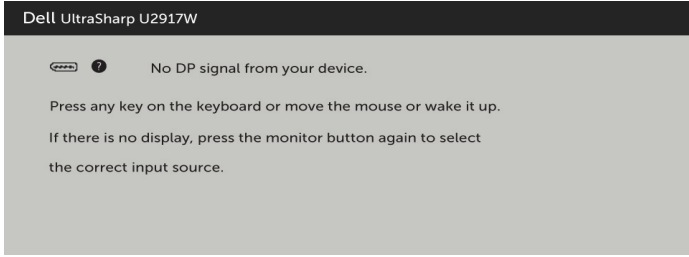 Dell UltraSharp U2917W
? No DP signal from your device.
Press any key on the keyboard or move the mouse or wake it up.
If there is no display, press the monitor button again to select
the correct input source.